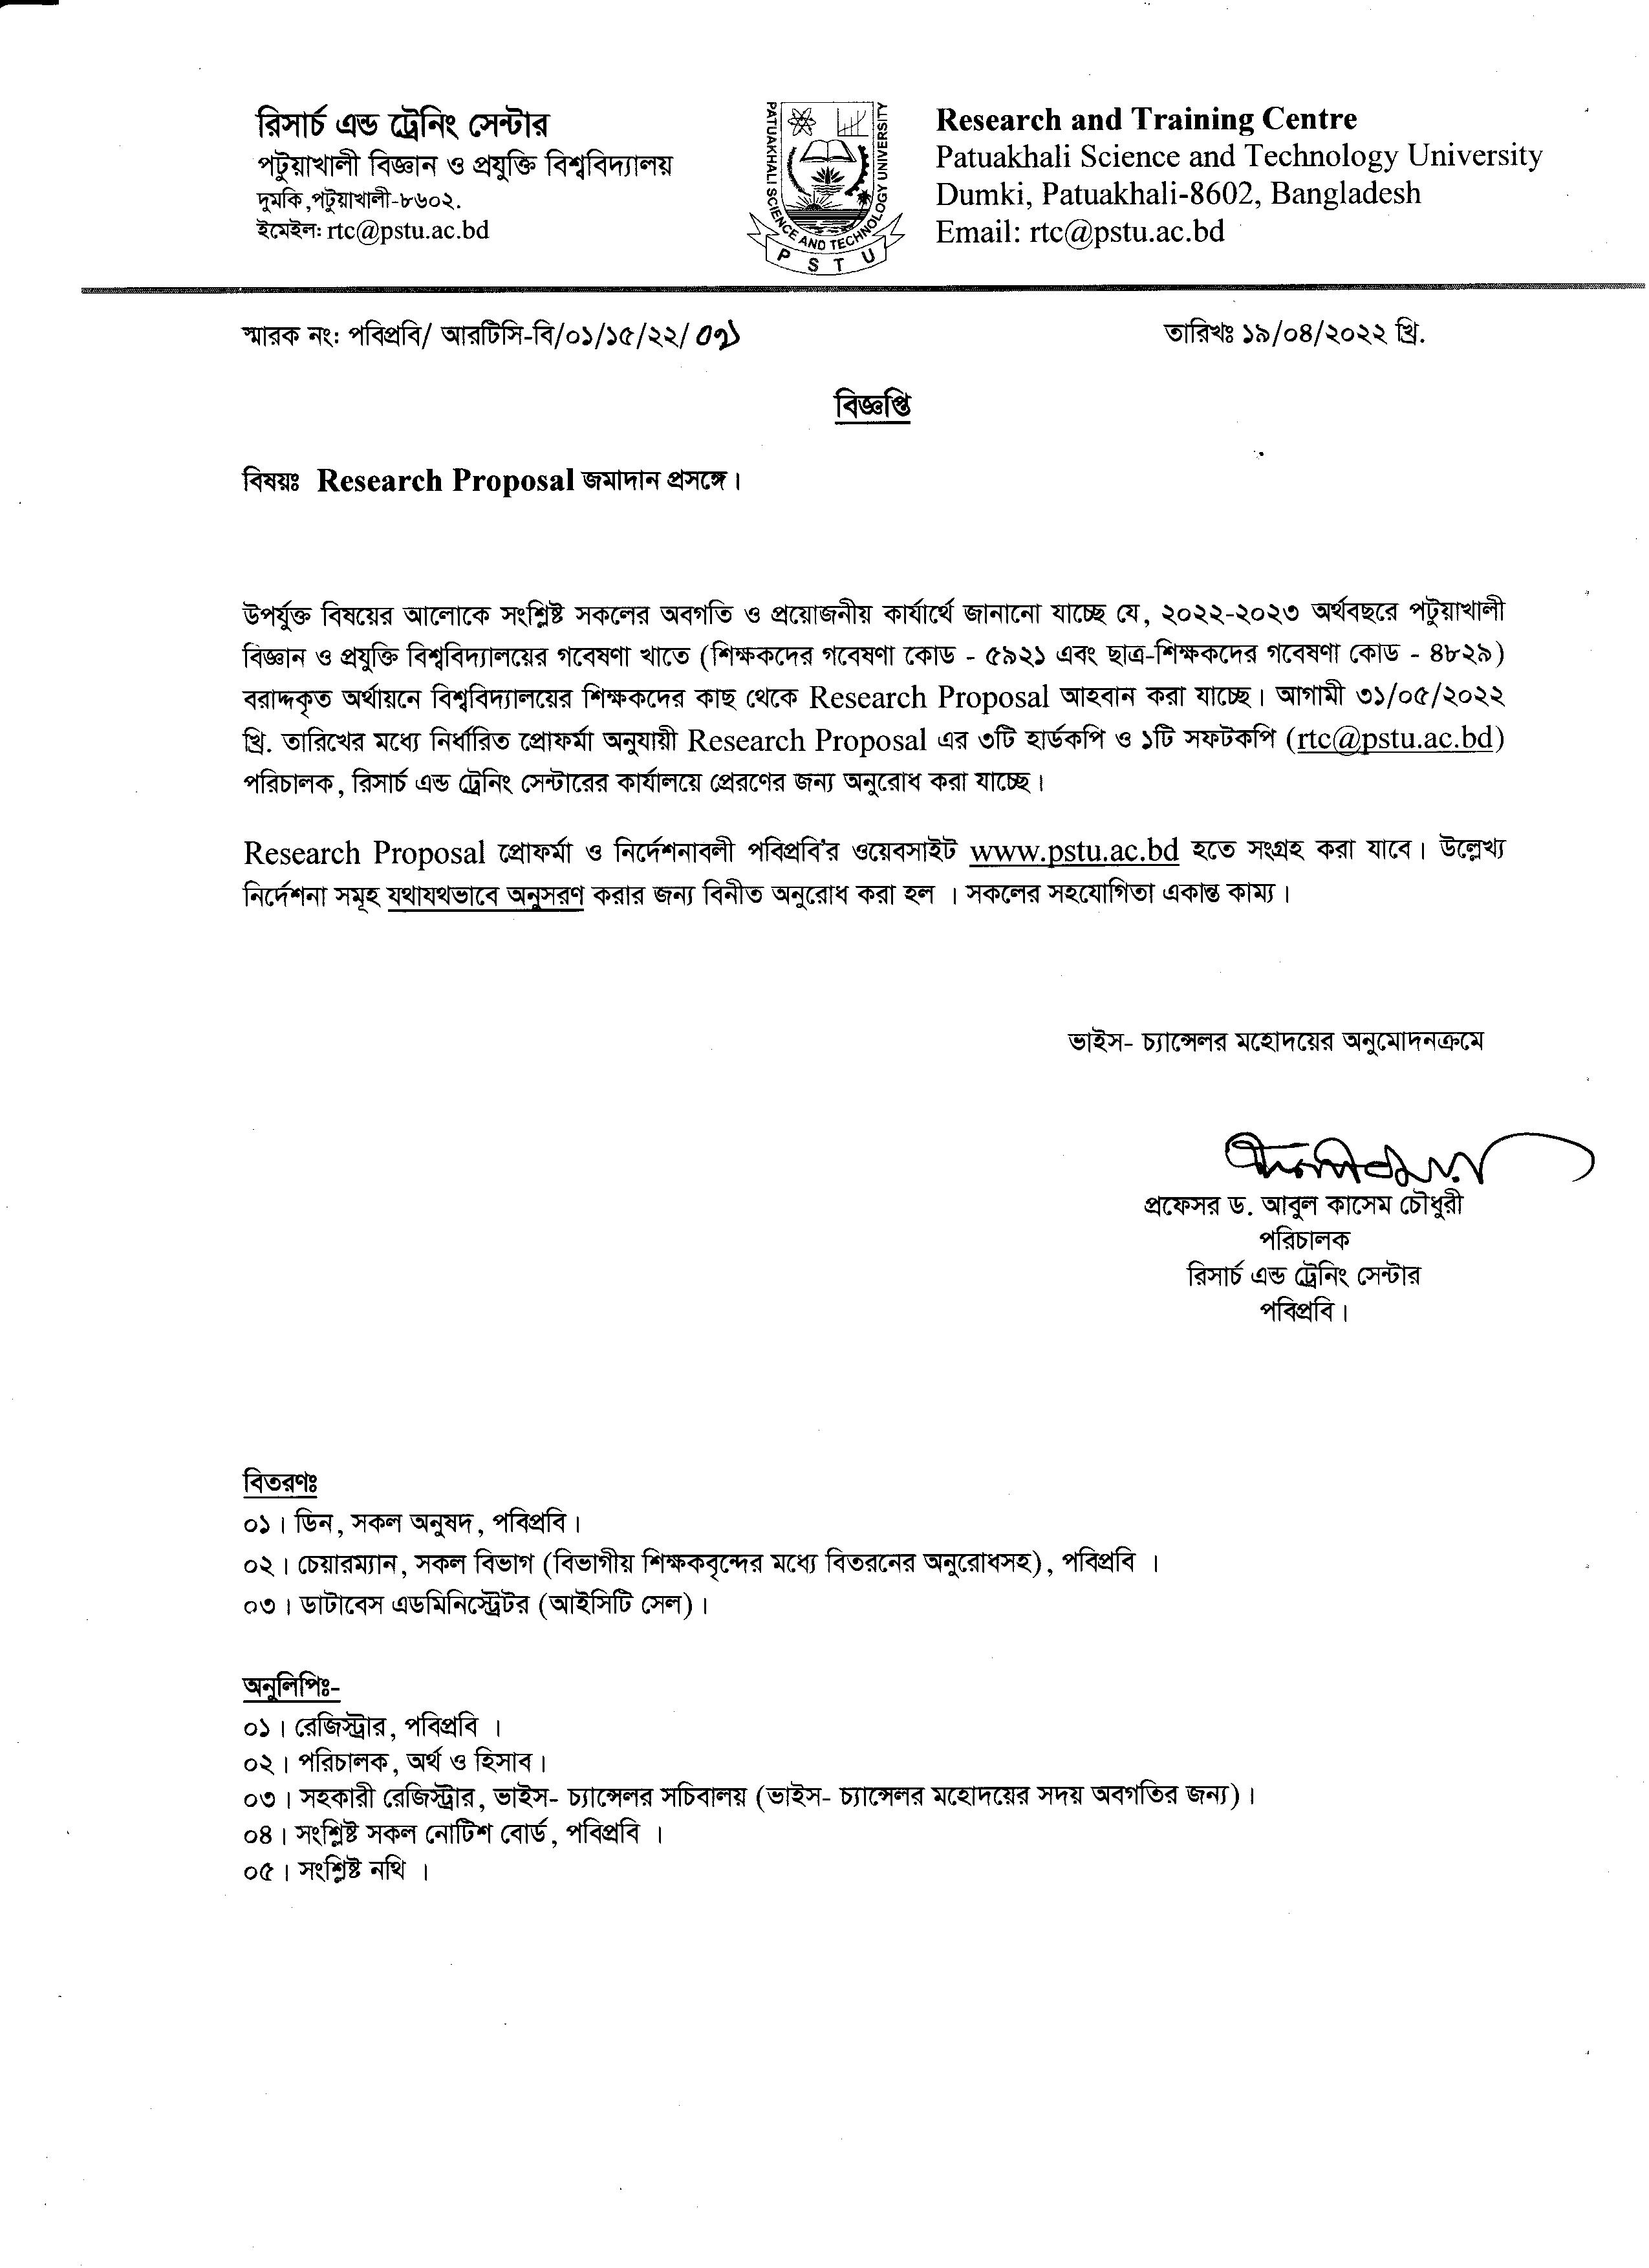 রিসার্চ এন্ড ট্রেনিং সেন্টার
পটুয়াখালী বিজ্ঞান ও প্রযুক্তি বিশ্ববিদ্যালয়
দুমকি,পটুয়াখালী-৮৬০২.
ইমেইল: rtc@pstu.ac.bd
PATUAKHALI SCIENCE AND TECHNOLOGY UNIVERSITY
PSTU
Research and Training Centre
Patuakhali Science and Technology University
Dumki, Patuakhali-8602, Bangladesh
Email: rtc@pstu.ac.bd
স্মারক নং: পবিপ্রবি/ আরটিসি-বি/০১/১৫/২২/
তারিখঃ ১৯/০৪/২০২২ খ্রি.
বিজ্ঞপ্তি
বিষয়ঃ Research Proposal জমাদান প্রসঙ্গে।
উপর্যুক্ত বিষয়ের আলোকে সংশ্লিষ্ট সকলের অবগতি ও প্রয়োজনীয় কার্যার্থে জানানো যাচ্ছে যে, ২০২২-২০২৩ অর্থবছরে পটুয়াখালী
বিজ্ঞান ও প্রযুক্তি বিশ্ববিদ্যালয়ের গবেষণা খাতে (শিক্ষকদের গবেষণা কোড - ৫৯২১ এবং ছাত্র-শিক্ষকদের গবেষণা কোড - ৪৮২৯)
বরাদ্দকৃত অর্থায়নে বিশ্ববিদ্যালয়ের শিক্ষকদের কাছ থেকে Research Proposal আহবান করা যাচ্ছে। আগামী ৩১/০৫/২০২২
খ্রি. তারিখের মধ্যে নির্ধারিত প্রোফর্মা অনুযায়ী Research Proposal এর ৩টি হার্ডকপি ও ১টি সফটকপি (rtc@pstu.ac.bd)
পরিচালক, রিসার্চ এন্ড ট্রেনিং সেন্টারের কার্যালয়ে প্রেরণের জন্য অনুরোধ করা যাচ্ছে।
Research Proposal প্রোফর্মা ও নির্দেশনাবলী পবিপ্রবি'র ওয়েবসাইট www.pstu.ac.bd হতে সংগ্রহ করা যাবে। উল্লেখ্য
নির্দেশনা সমূহ যথাযথভাবে অনুসরণ করার জন্য বিনীত অনুরোধ করা হল । সকলের সহযোগিতা একান্ত কাম্য।
ভাইস- চ্যান্সেলর মহোদয়ের অনুমোদনক্রমে
প্রফেসর ড. আবুল কাসেম চৌধুরী
পরিচালক
রিসার্চ এন্ড ট্রেনিং সেন্টার
পবিপ্রবি।
বিতরণঃ
০১। ডিন, সকল অনুষদ, পবিপ্রবি।
০২। চেয়ারম্যান, সকল বিভাগ (বিভাগীয় শিক্ষকবৃন্দের মধ্যে বিতরনের অনুরোধসহ), পবিপ্রবি ।
০৩। ডাটাবেস এডমিনিস্ট্রেটর (আইসিটি সেল)।
অনুলিপিঃ-
০১। রেজিস্ট্রার, পবিপ্রবি ।
০২। পরিচালক, অর্থ ও হিসাব।
০৩। সহকারী রেজিস্ট্রার, ভাইস- চ্যান্সেলর সচিবালয় (ভাইস- চ্যান্সেলর মহোদয়ের সদয় অবগতির জন্য)।
০৪। সংশ্লিষ্ট সকল নোটিশ বোর্ড, পবিপ্রবি ।
০৫। সংশ্লিষ্ট নথি ।